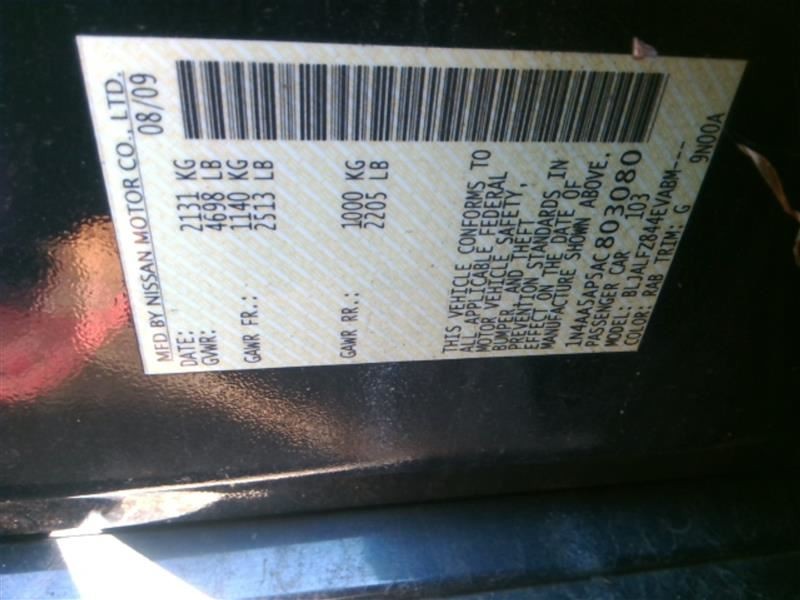 MFD BY NISSAN MOTOR CO., LTD.
DATE: 08/09
GVWR: 2131 KG
4698 LB
GAWR FR.: 1140 KG
2513 LB
GAWR RR.: 1000 KG
2205 LB
THIS VEHICLE CONFORMS TO
ALL APPLICABLE FEDERAL
MOTOR VEHICLE SAFETY,
BUMPER, AND THEFT
PREVENTION STANDARDS IN
EFFECT ON THE DATE OF
MANUFACTURE SHOWN ABOVE.
1N4AA5AP5AC803080
PASSENGER CAR 103
MODEL: BLJALF2844EVABM---
COLOR: RAB TRIM: G
9N00A